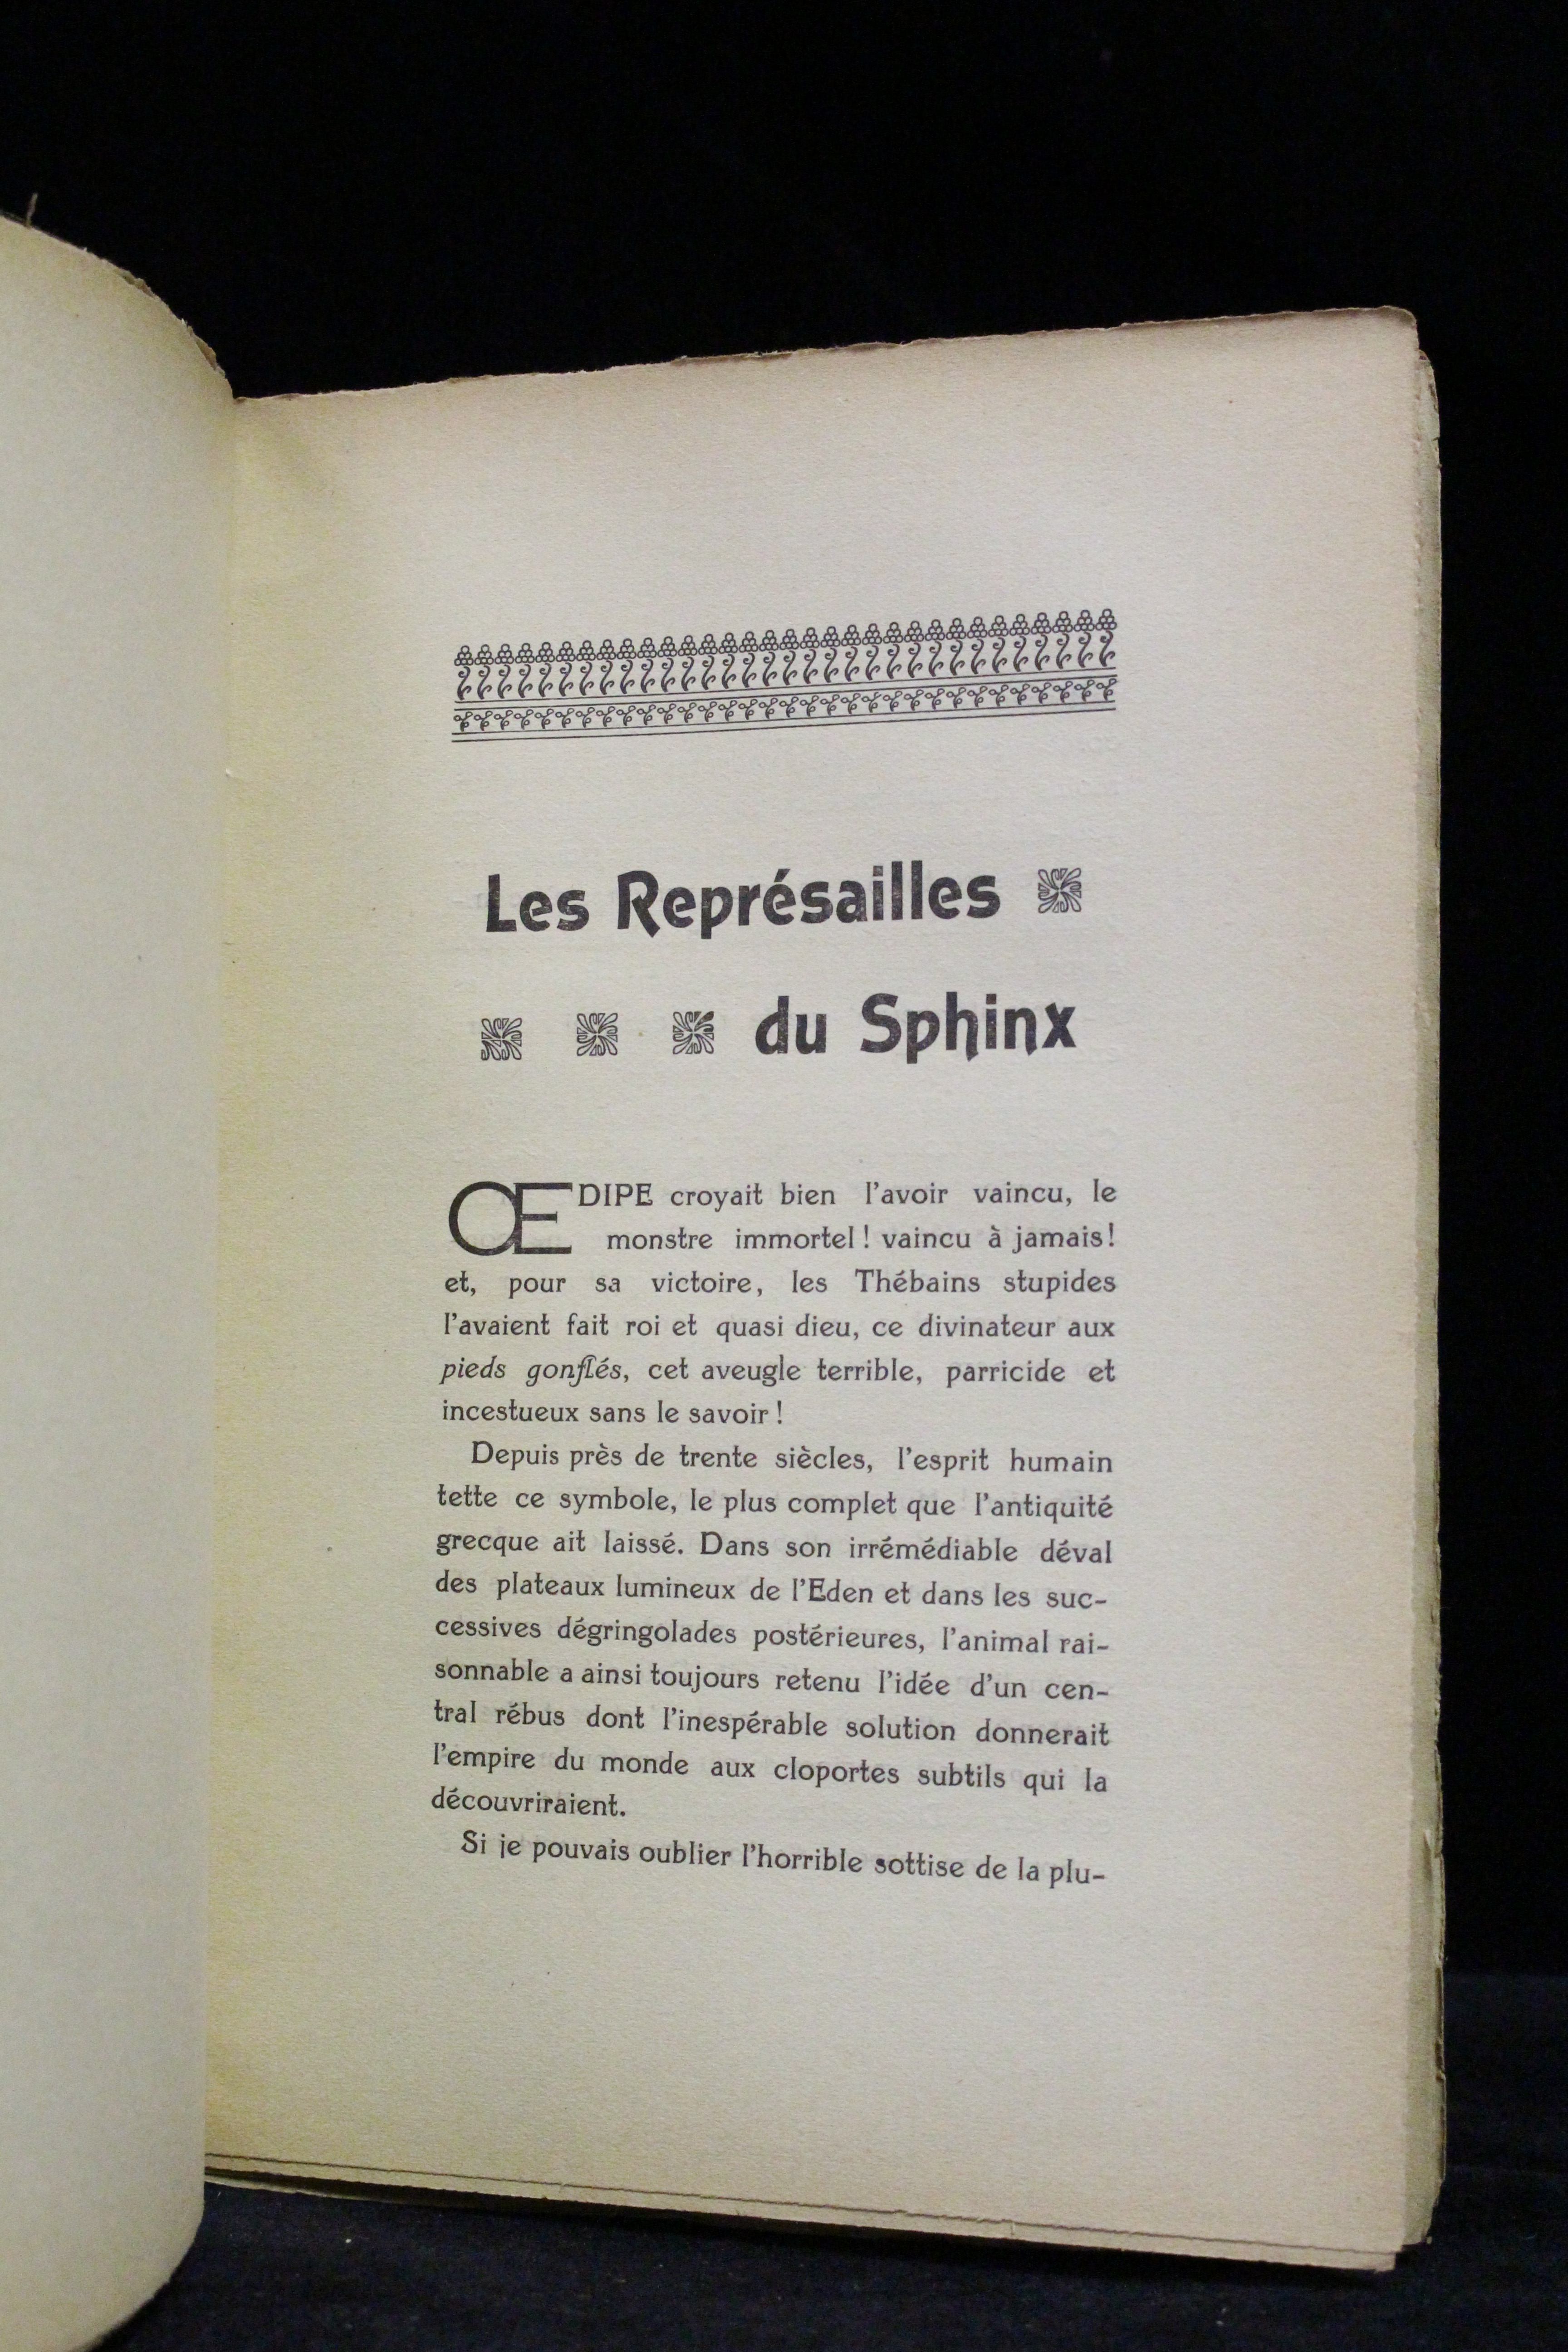 Les Représailles
du Sphinx
ŒDIPE croyait bien l'avoir vaincu, le
monstre immortel ! vaincu à jamais !
et, pour sa victoire, les Thébains stupides
l'avaient fait roi et quasi dieu, ce divinateur aux
pieds gonflés, cet aveugle terrible, parricide et
incestueux sans le savoir !
Depuis près de trente siècles, l'esprit humain
tette ce symbole, le plus complet que l'antiquité
grecque ait laissé. Dans son irrémédiable déval
des plateaux lumineux de l'Eden et dans les suc-
cessives dégringolades postérieures, l'animal rai-
sonnable a ainsi toujours retenu l'idée d'un cen-
tral rébus dont l'inespérable solution donnerait
l'empire du monde aux cloportes subtils qui la
découvriraient.
Si je pouvais oublier l'horrible sottise de la plu-